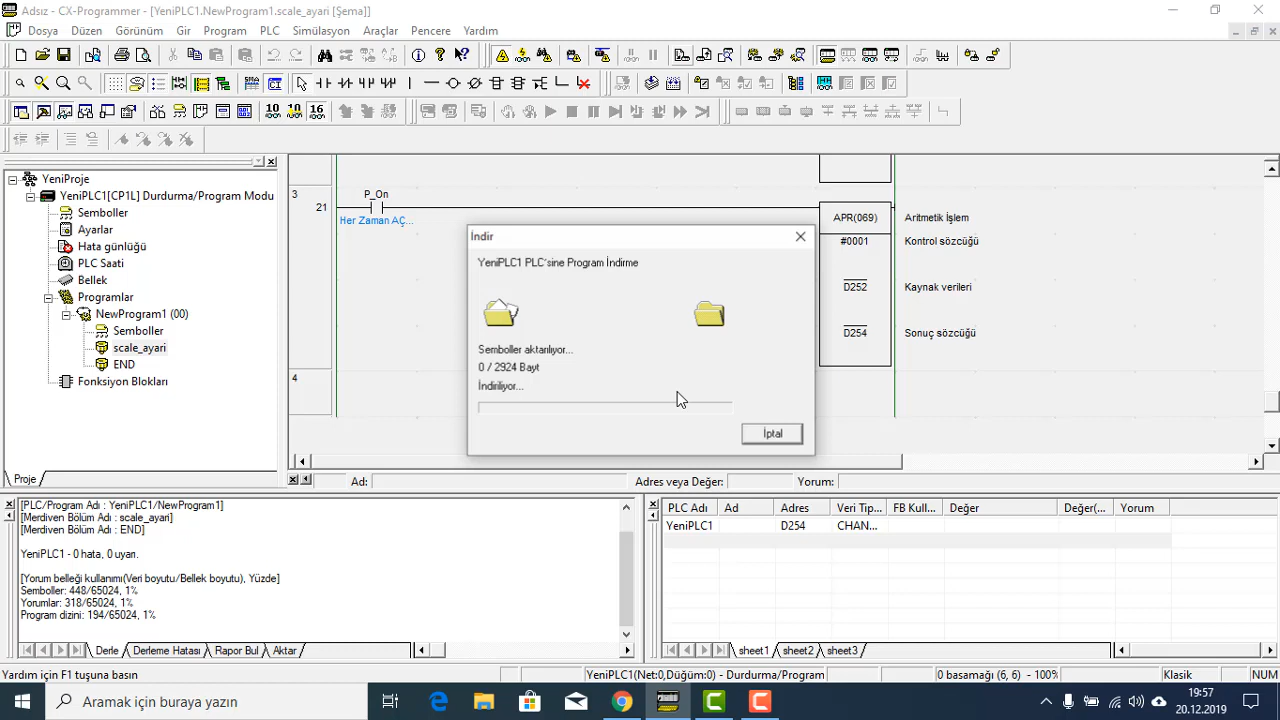 Adsız - CX-Programmer - [YeniPLC1.NewProgram1.scale_ayari [Şema]]
Dosya Düzen Görünüm Gir Program PLC Simülasyon Araçlar Pencere Yardım
10 10 16
YeniProje
YeniPLC1[CP1L] Durdurma/Program Modu
Semboller
Ayarlar
Hata günlüğü
PLC Saati
Bellek
Programlar
NewProgram1 (00)
Semboller
scale_ayari
END
Fonksiyon Blokları
Proje
3
21
P_On
Her Zaman AÇ...
APR(069) Aritmetik İşlem
#0001 Kontrol sözcüğü
D252 Kaynak verileri
D254 Sonuç sözcüğü
4
İndir
YeniPLC1 PLC'sine Program İndirme
Semboller aktarılıyor...
0 / 2924 Bayt
İndiriliyor...
İptal
Ad: Adres veya Değer: Yorum:
[PLC/Program Adı : YeniPLC1/NewProgram1]
[Merdiven Bölüm Adı : scale_ayari]
[Merdiven Bölüm Adı : END]
YeniPLC1 - 0 hata, 0 uyarı.
[Yorum belleği kullanımı(Veri boyutu/Bellek boyutu), Yüzde]
Semboller: 448/65024, 1%
Yorumlar: 318/65024, 1%
Program dizini: 194/65024, 1%
Derle Derleme Hatası Rapor Bul Aktar
PLC Adı Ad Adres Veri Tip... FB Kull... Değer Değer(... Yorum
YeniPLC1 D254 CHAN...
sheet1 sheet2 sheet3
Yardım için F1 tuşuna basın
YeniPLC1(Net:0,Düğüm:0) - Durdurma/Program
0 basamağı (6, 6) - 100%
Klasik
NUM
Aramak için buraya yazın
19:57
20.12.2019